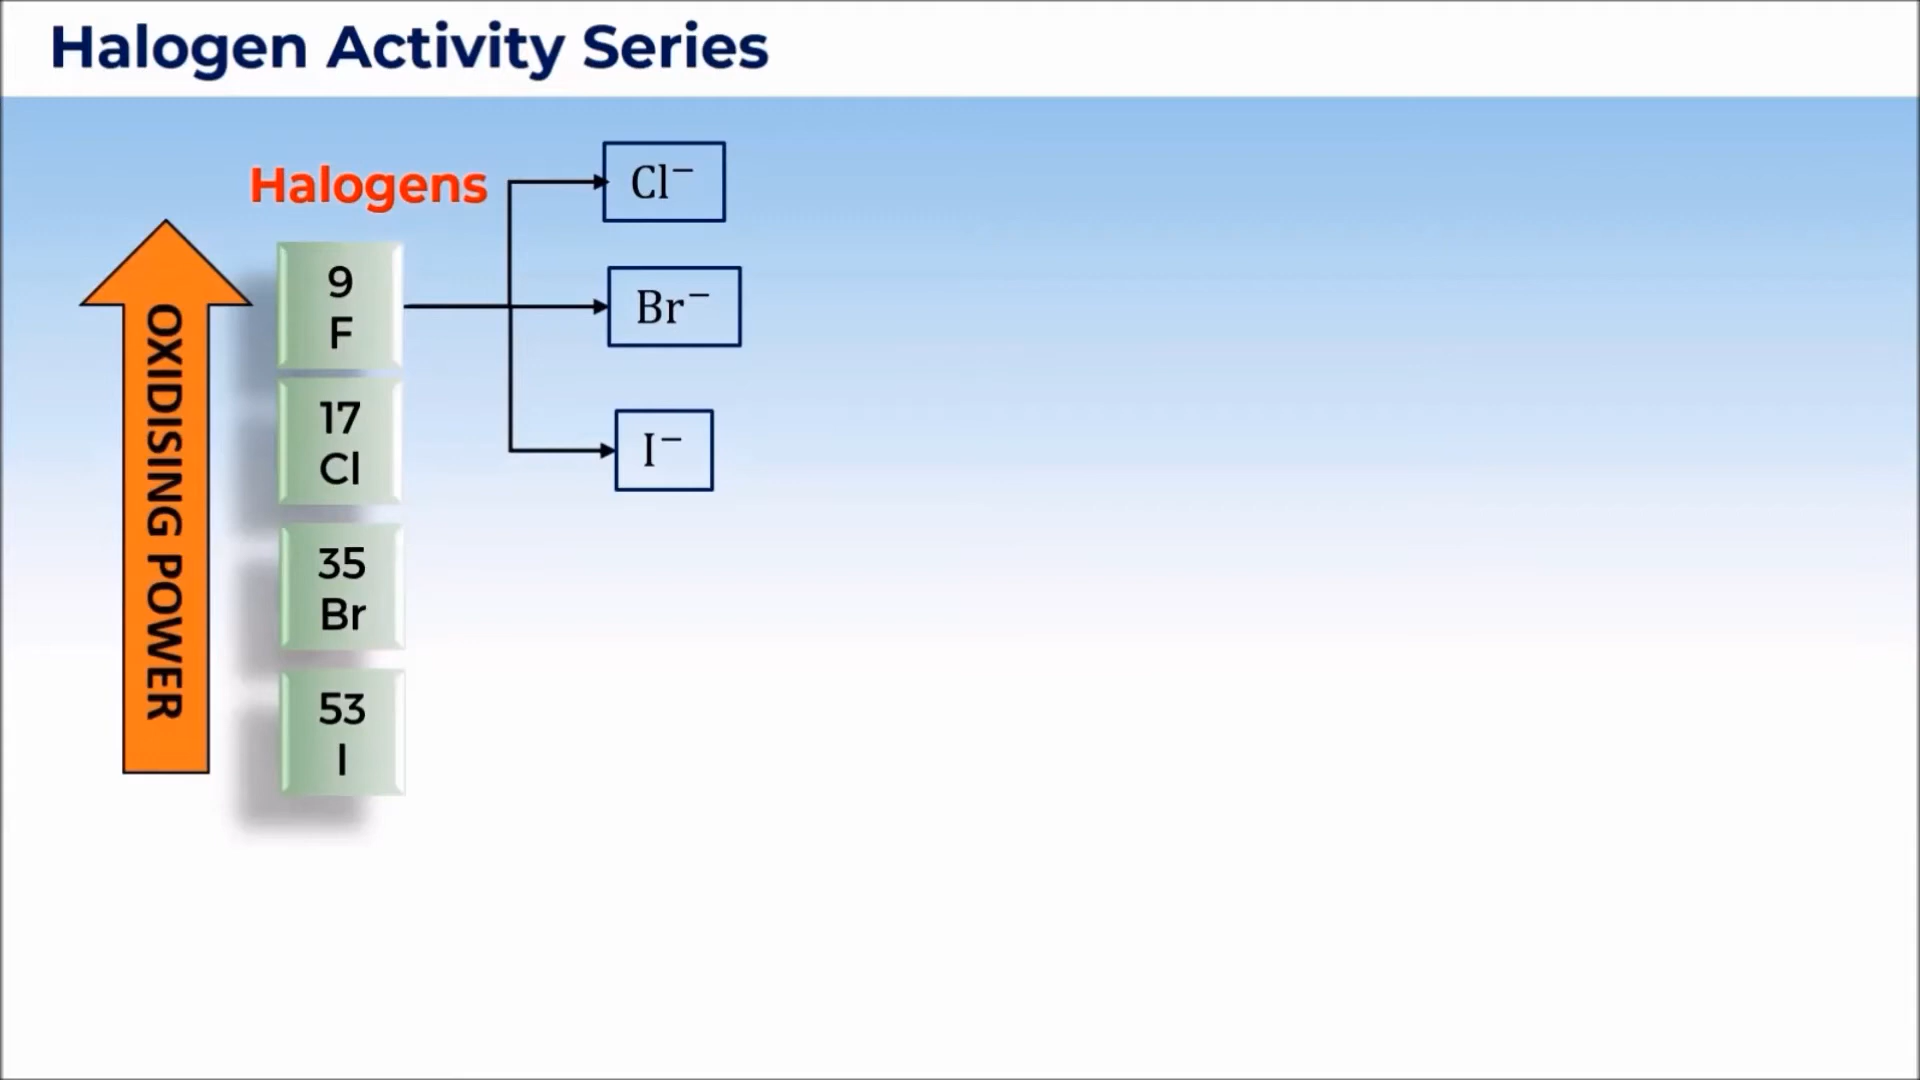 Halogen Activity Series
Halogens
OXIDISING POWER
9
F
17
Cl
35
Br
53
I
Cl⁻
Br⁻
I⁻